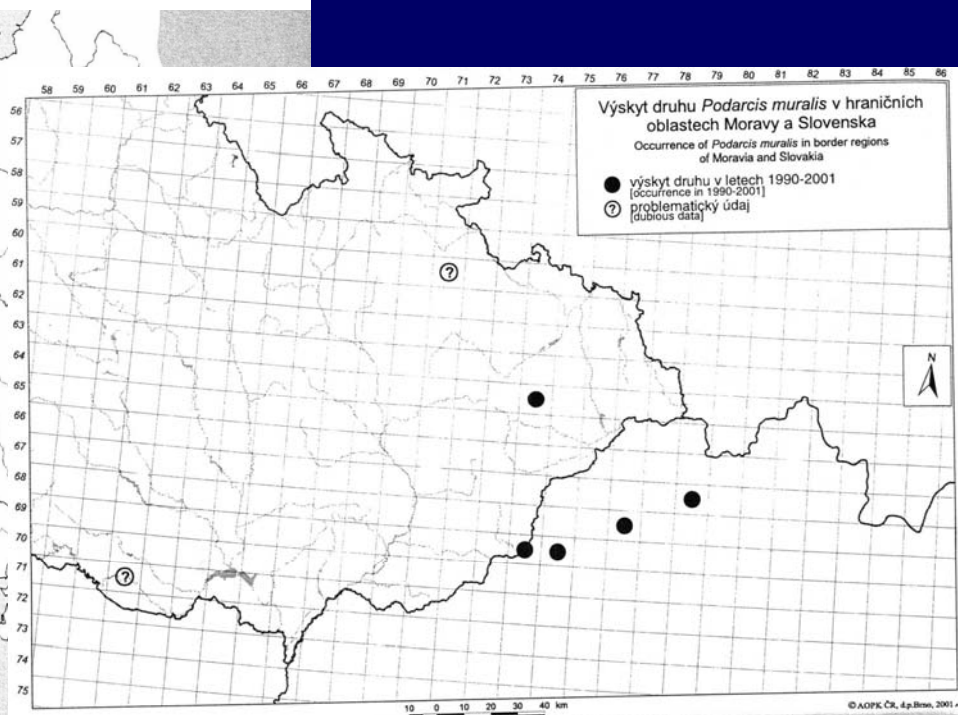 58 59 60 61 62 63 64 65 66 67 68 69 70 71 72 73 74 75 76 77 78 79 80 81 82 83 84 85 86
Výskyt druhu Podarcis muralis v hraničních
oblastech Moravy a Slovenska
Occurrence of Podarcis muralis in border regions
of Moravia and Slovakia
výskyt druhu v letech 1990-2001
[occurrence in 1990-2001]
? problematický údaj
[dubious data]
56
57
58
59
60
61
62
63
64
65
66
67
68
69
70
71
72
73
74
75
?
N
?
10 0 10 20 30 40 km
© AOPK ČR, d.p.Brno, 2001